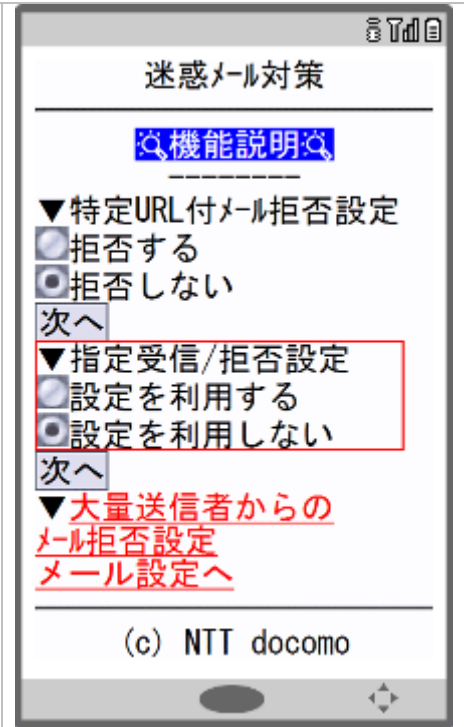 迷惑ﾒｰﾙ対策
機能説明
--------
▼特定URL付ﾒｰﾙ拒否設定
拒否する
拒否しない
次へ
▼指定受信/拒否設定
設定を利用する
設定を利用しない
次へ
▼大量送信者からの
ﾒｰﾙ拒否設定
メール設定へ
(c) NTT docomo